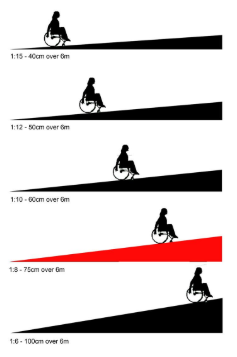 1:15 - 40cm over 6m
1:12 - 50cm over 6m
1:10 - 60cm over 6m
1:8 - 75cm over 6m
1:6 - 100cm over 6m